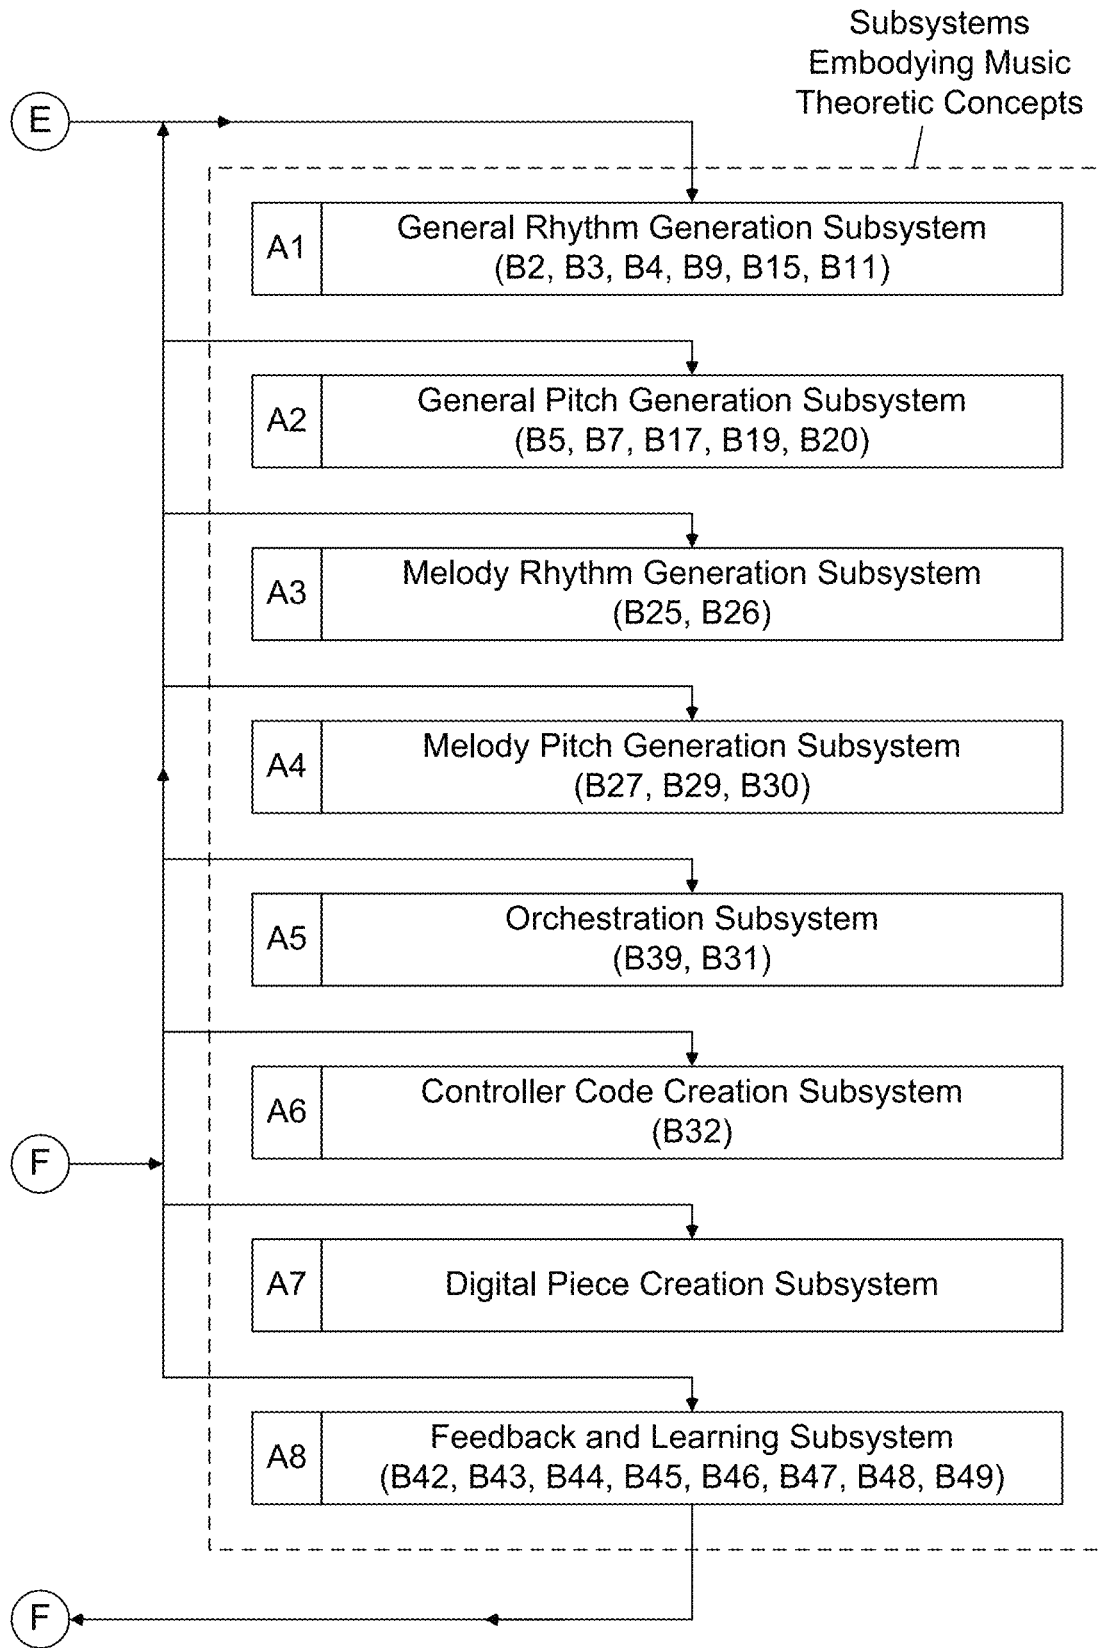 Subsystems
Embodying Music
Theoretic Concepts
E
A1
General Rhythm Generation Subsystem
(B2, B3, B4, B9, B15, B11)
A2
General Pitch Generation Subsystem
(B5, B7, B17, B19, B20)
A3
Melody Rhythm Generation Subsystem
(B25, B26)
A4
Melody Pitch Generation Subsystem
(B27, B29, B30)
A5
Orchestration Subsystem
(B39, B31)
A6
Controller Code Creation Subsystem
(B32)
F
A7
Digital Piece Creation Subsystem
A8
Feedback and Learning Subsystem
(B42, B43, B44, B45, B46, B47, B48, B49)
F